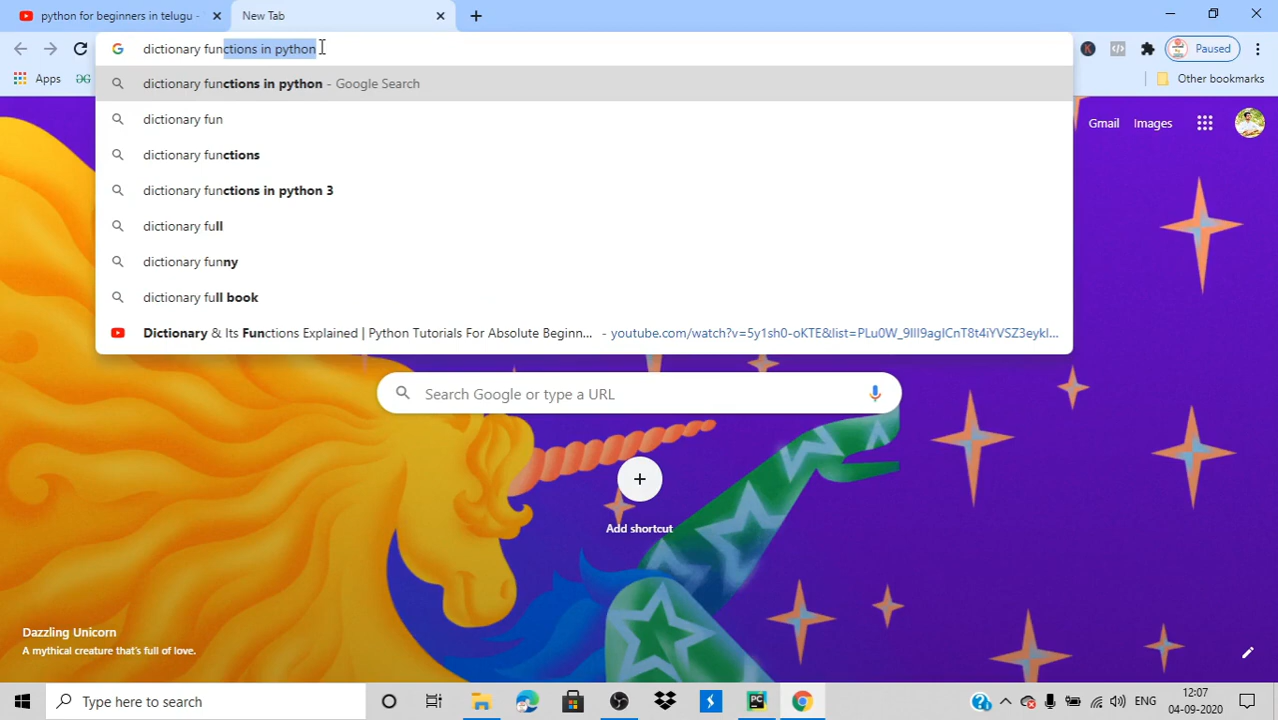 python for beginners in telugu -
New Tab
dictionary functions in python
Paused
Apps
Other bookmarks
dictionary functions in python - Google Search
dictionary fun
dictionary functions
dictionary functions in python 3
dictionary full
dictionary funny
dictionary full book
Dictionary & Its Functions Explained | Python Tutorials For Absolute Beginn... - youtube.com/watch?v=5y1sh0-oKTE&list=PLu0W_9lII9agICnT8t4iYVSZ3eykI...
Gmail
Images
Search Google or type a URL
Add shortcut
Dazzling Unicorn
A mythical creature that's full of love.
Type here to search
ENG
12:07
04-09-2020